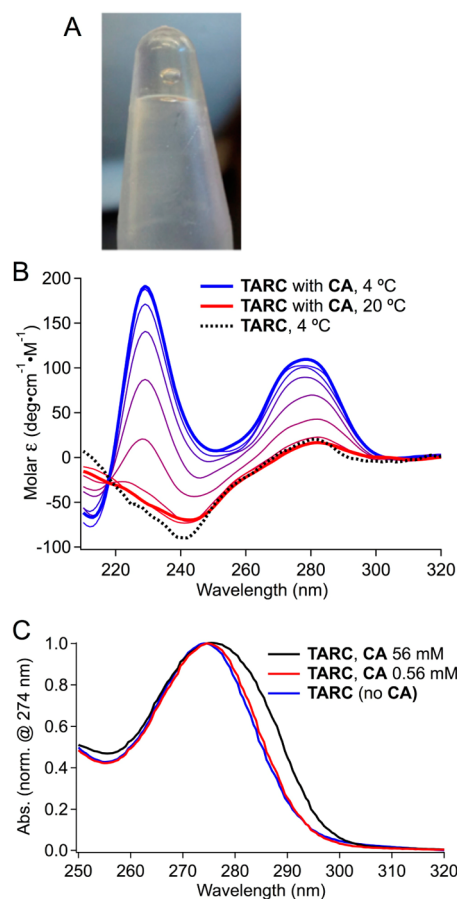 A
B
200
150
100
50
0
-50
-100
Molar ε (deg•cm⁻¹•M⁻¹)
TARC with CA, 4 ºC
TARC with CA, 20 ºC
TARC, 4 ºC
220 240 260 280 300 320
Wavelength (nm)
C
1.0
0.8
0.6
0.4
0.2
0.0
Abs. (norm. @ 274 nm)
TARC, CA 56 mM
TARC, CA 0.56 mM
TARC (no CA)
250 260 270 280 290 300 310 320
Wavelength (nm)